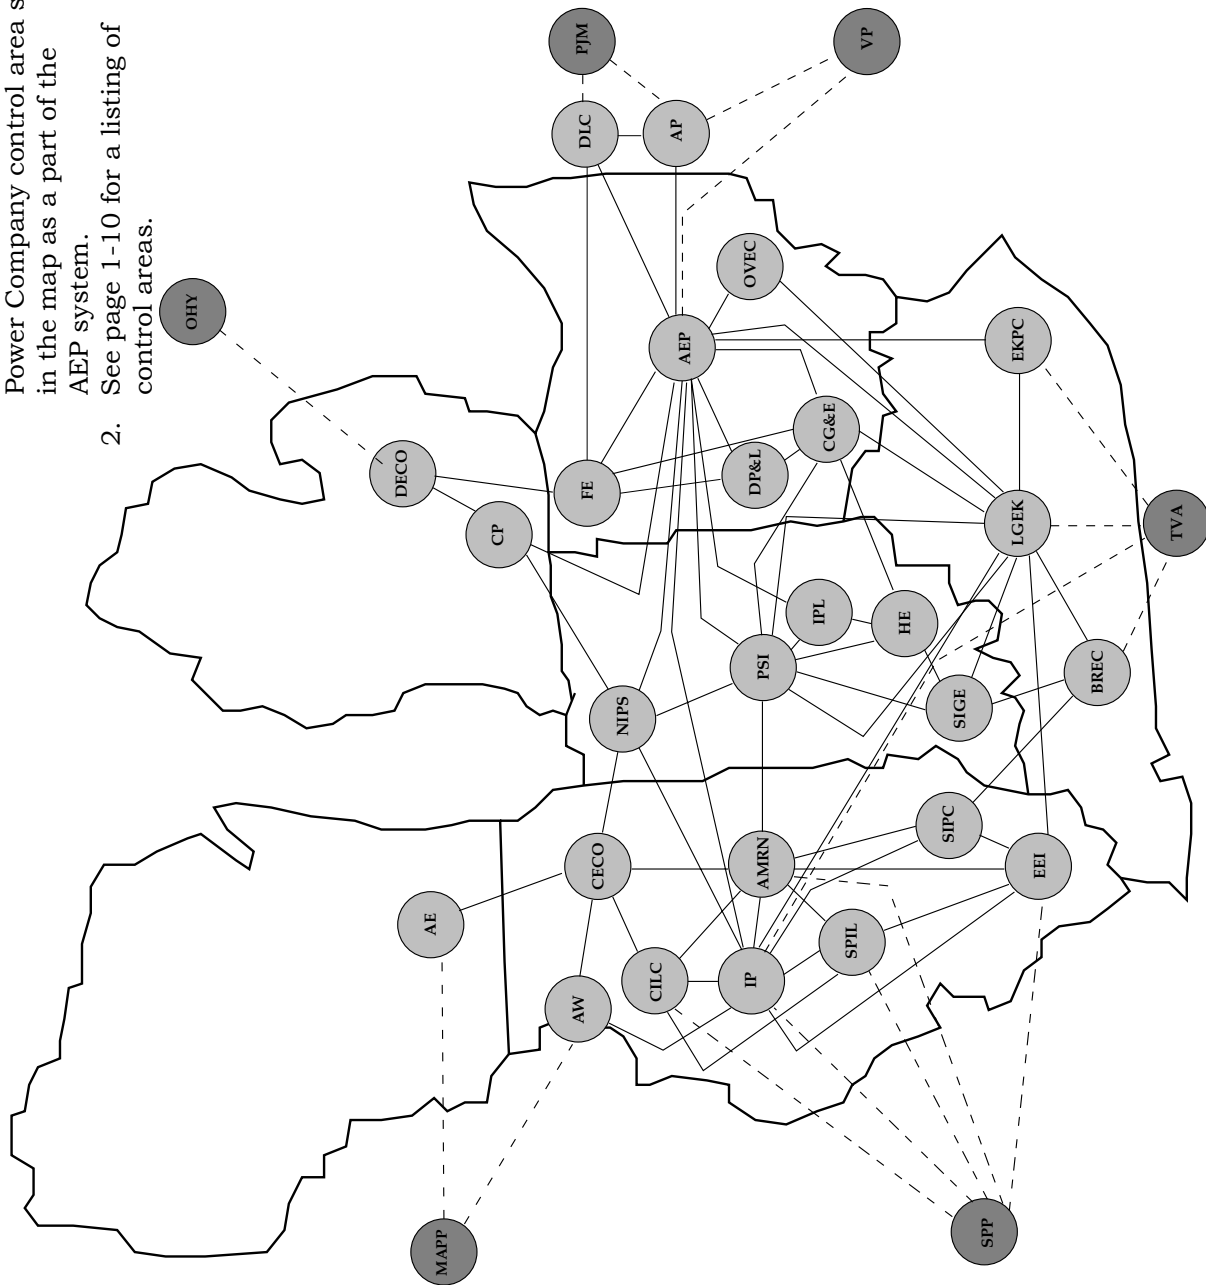 Power Company control area s
in the map as a part of the
AEP system.
2. See page 1-10 for a listing of
control areas.
PJM
VP
DLC
AP
OHY
OVEC
AEP
EKPC
DECO
CG&E
DP&L
FE
CP
LGEK
TVA
IPL
HE
PSI
BREC
NIPS
SIGE
SIPC
CECO
AMRN
EEI
AE
SPIL
CILC
IP
AW
MAPP
SPP